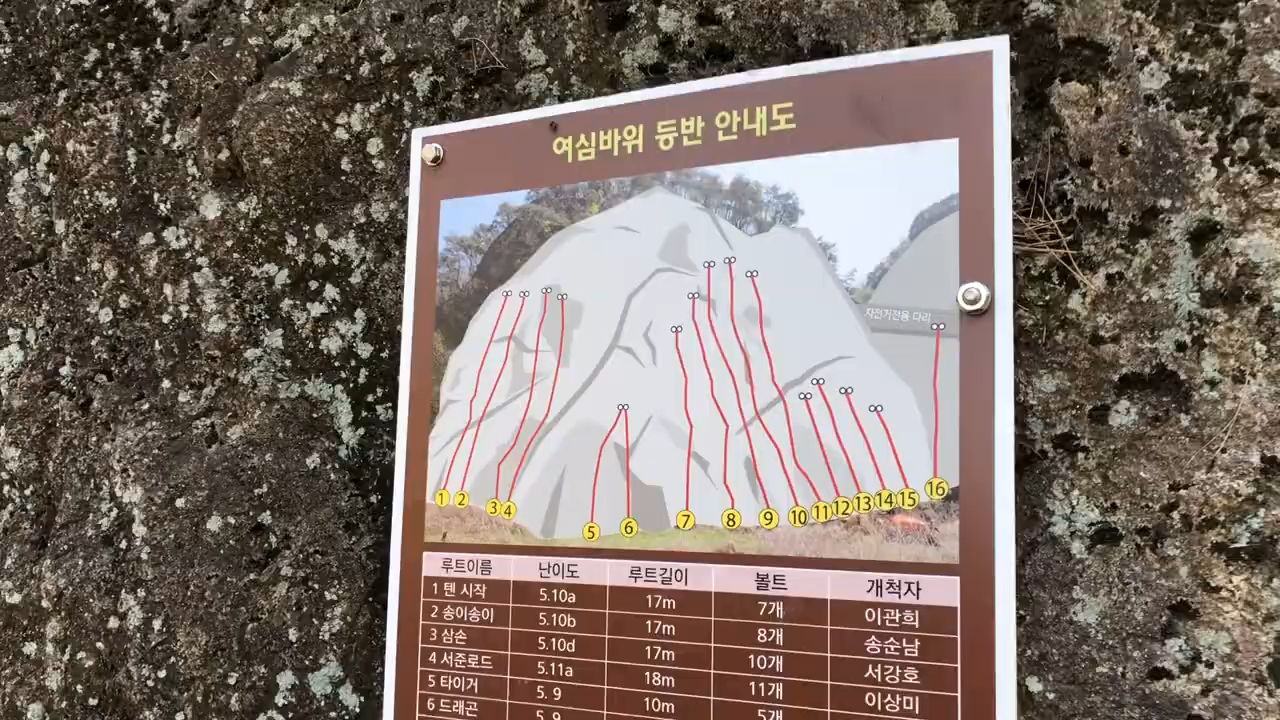 여심바위 등반 안내도
자전거전용 다리
1 2 3 4 5 6 7 8 9 10 11 12 13 14 15 16
루트이름 난이도 루트길이 볼트 개척자
1 텐 시작 5.10a 17m 7개 이관희
2 송이송이 5.10b 17m 8개 송순남
3 삼손 5.10d 17m 10개 서강호
4 서준로드 5.11a 18m 11개 이상미
5 타이거 5. 9 10m 5개
6 드래곤 5. 9